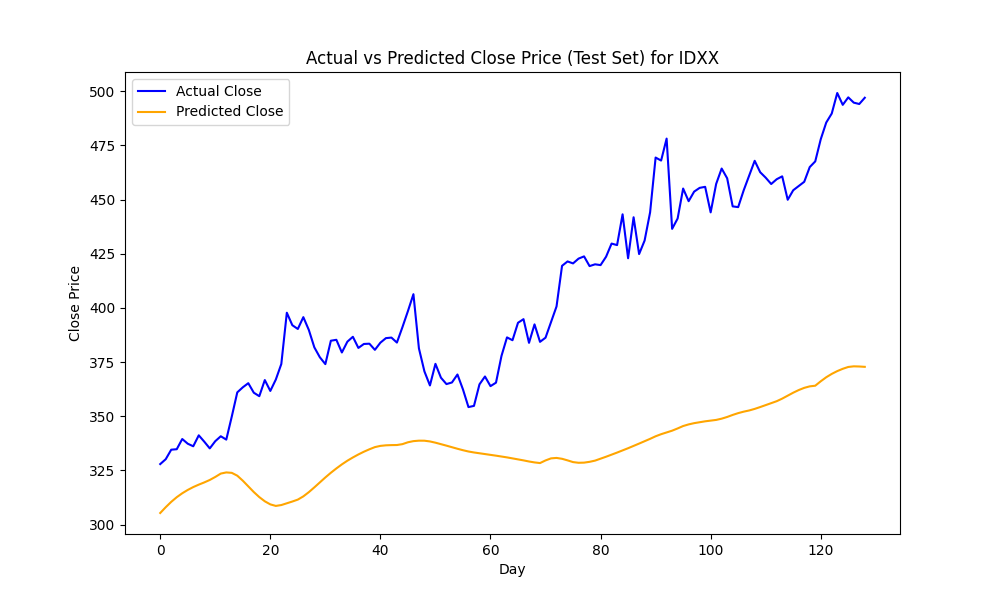 Actual vs Predicted Close Price (Test Set) for IDXX
Actual Close
Predicted Close
500
475
450
425
400
375
350
325
300
Close Price
0 20 40 60 80 100 120
Day